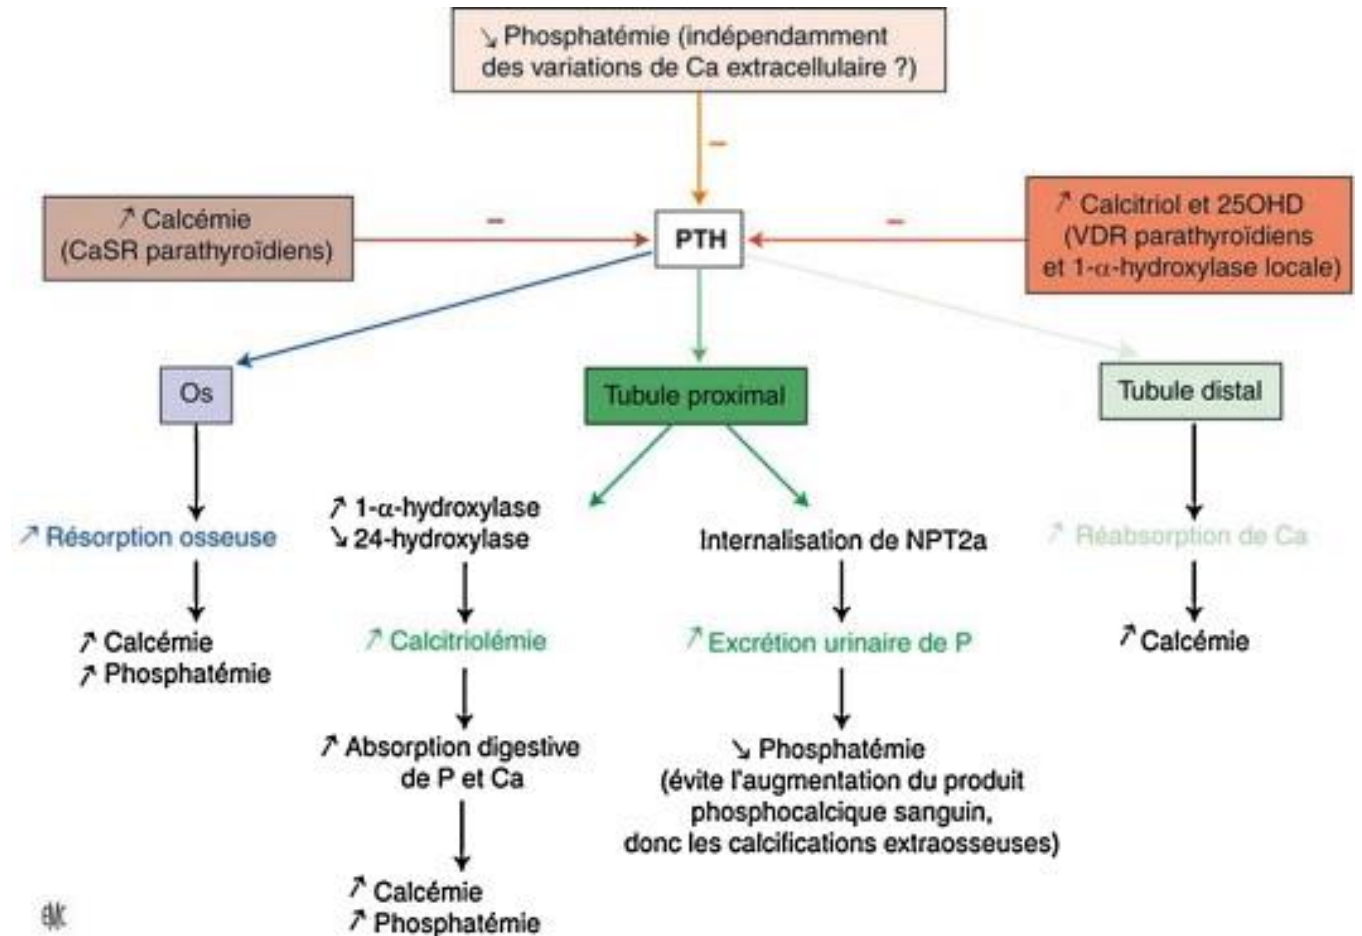 ↘ Phosphatémie (indépendamment
des variations de Ca extracellulaire ?)
–
↗ Calcémie
(CaSR parathyroïdiens)
–
PTH
–
↗ Calcitriol et 25OHD
(VDR parathyroïdiens
et 1-α-hydroxylase locale)
Os
Tubule proximal
Tubule distal
↗ Résorption osseuse
↗ Calcémie
↗ Phosphatémie
↗ 1-α-hydroxylase
↘ 24-hydroxylase
↗ Calcitriolémie
↗ Absorption digestive
de P et Ca
↗ Calcémie
↗ Phosphatémie
Internalisation de NPT2a
↗ Excrétion urinaire de P
↘ Phosphatémie
(évite l'augmentation du produit
phosphocalcique sanguin,
donc les calcifications extraosseuses)
↗ Réabsorption de Ca
↗ Calcémie
EMC